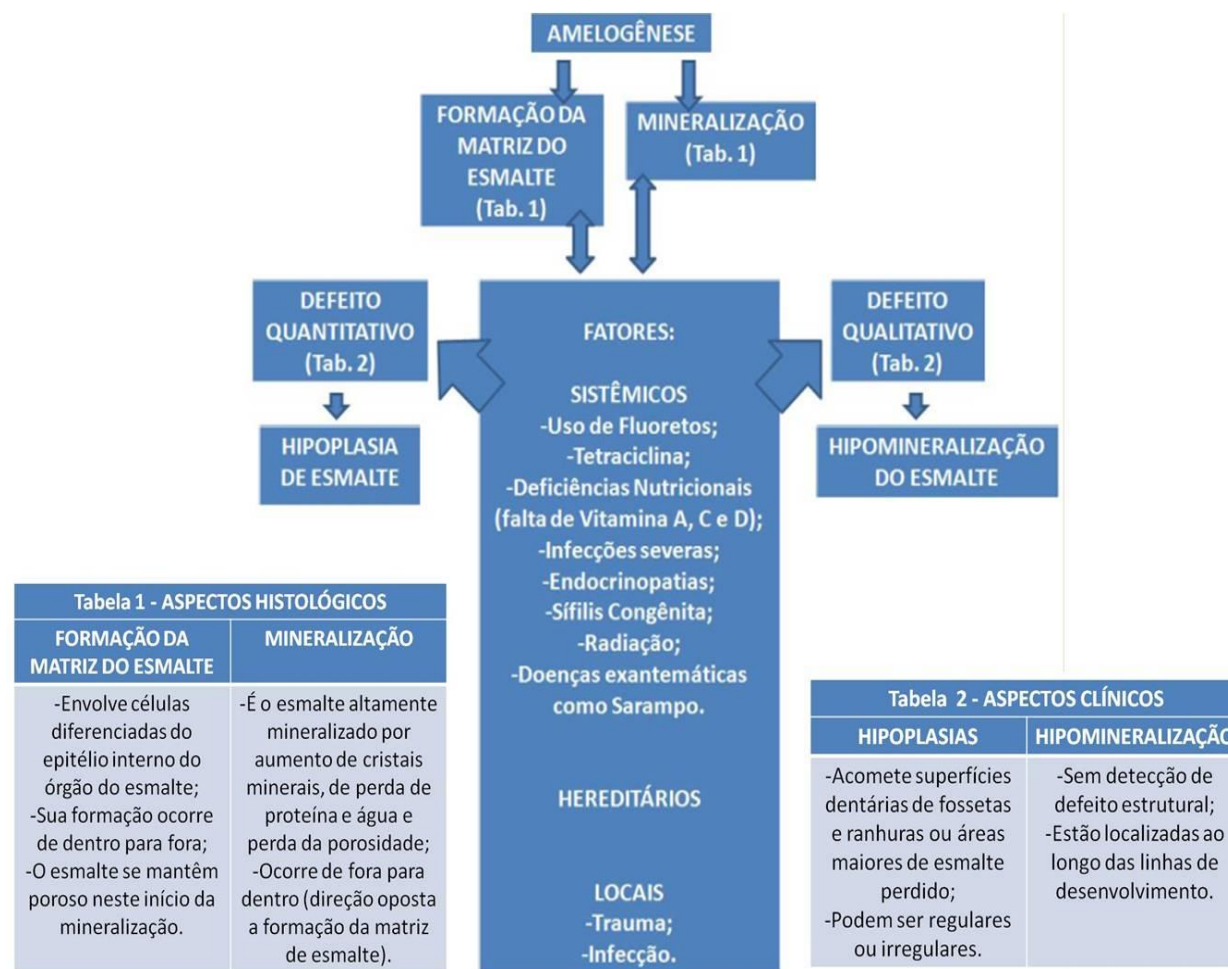 AMELOGÊNESE
FORMAÇÃO DA
MATRIZ DO
ESMALTE
(Tab. 1)
MINERALIZAÇÃO
(Tab. 1)
DEFEITO
QUANTITATIVO
(Tab. 2)
HIPOPLASIA
DE ESMALTE
FATORES:
SISTÊMICOS
-Uso de Fluoretos;
-Tetraciclina;
-Deficiências Nutricionais
(falta de Vitamina A, C e D);
-Infecções severas;
-Endocrinopatias;
-Sífilis Congênita;
-Radiação;
-Doenças exantemáticas
como Sarampo.
HEREDITÁRIOS
LOCAIS
-Trauma;
-Infecção.
DEFEITO
QUALITATIVO
(Tab. 2)
HIPOMINERALIZAÇÃO
DO ESMALTE
Tabela 1 - ASPECTOS HISTOLÓGICOS
FORMAÇÃO DA
MATRIZ DO ESMALTE
-Envolve células
diferenciadas do
epitélio interno do
órgão do esmalte;
-Sua formação ocorre
de dentro para fora;
-O esmalte se mantêm
poroso neste início da
mineralização.
MINERALIZAÇÃO
-É o esmalte altamente
mineralizado por
aumento de cristais
minerais, de perda de
proteína e água e
perda da porosidade;
-Ocorre de fora para
dentro (direção oposta
a formação da matriz
de esmalte).
Tabela 2 - ASPECTOS CLÍNICOS
HIPOPLASIAS
-Acomete superfícies
dentárias de fossetas
e ranhuras ou áreas
maiores de esmalte
perdido;
-Podem ser regulares
ou irregulares.
HIPOMINERALIZAÇÃO
-Sem detecção de
defeito estrutural;
-Estão localizadas ao
longo das linhas de
desenvolvimento.